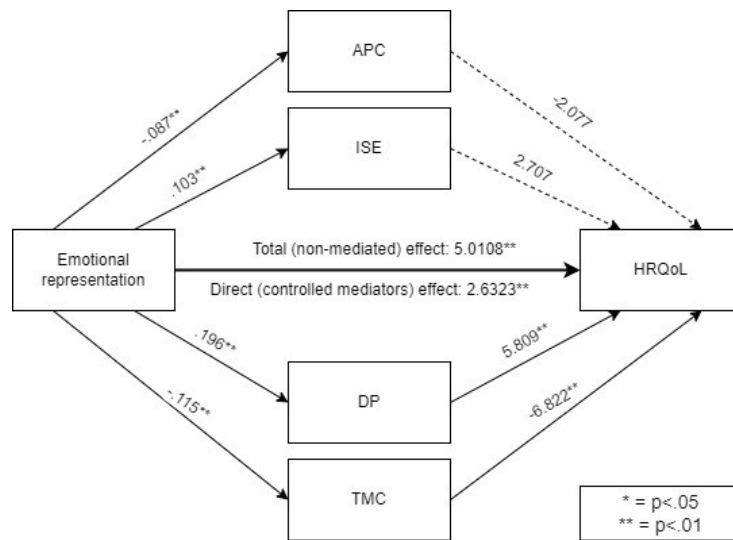 APC
-.087**
-2.077
ISE
.103**
2.707
Emotional
representation
Total (non-mediated) effect: 5.0108**
Direct (controlled mediators) effect: 2.6323**
HRQoL
.196**
5.809**
DP
-.115**
-6.822**
TMC
* = p<.05
** = p<.01